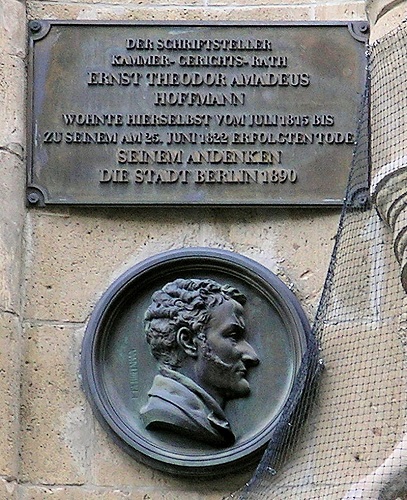 DER SCHRIFTSTELLER
KAMMER-GERICHTS-RATH
ERNST THEODOR AMADEUS
HOFFMANN
WOHNTE HIERSELBST VOM JULI 1815 BIS
ZU SEINEM AM 25. JUNI 1822 ERFOLGTEN TODE.
SEINEM ANDENKEN
DIE STADT BERLIN 1890